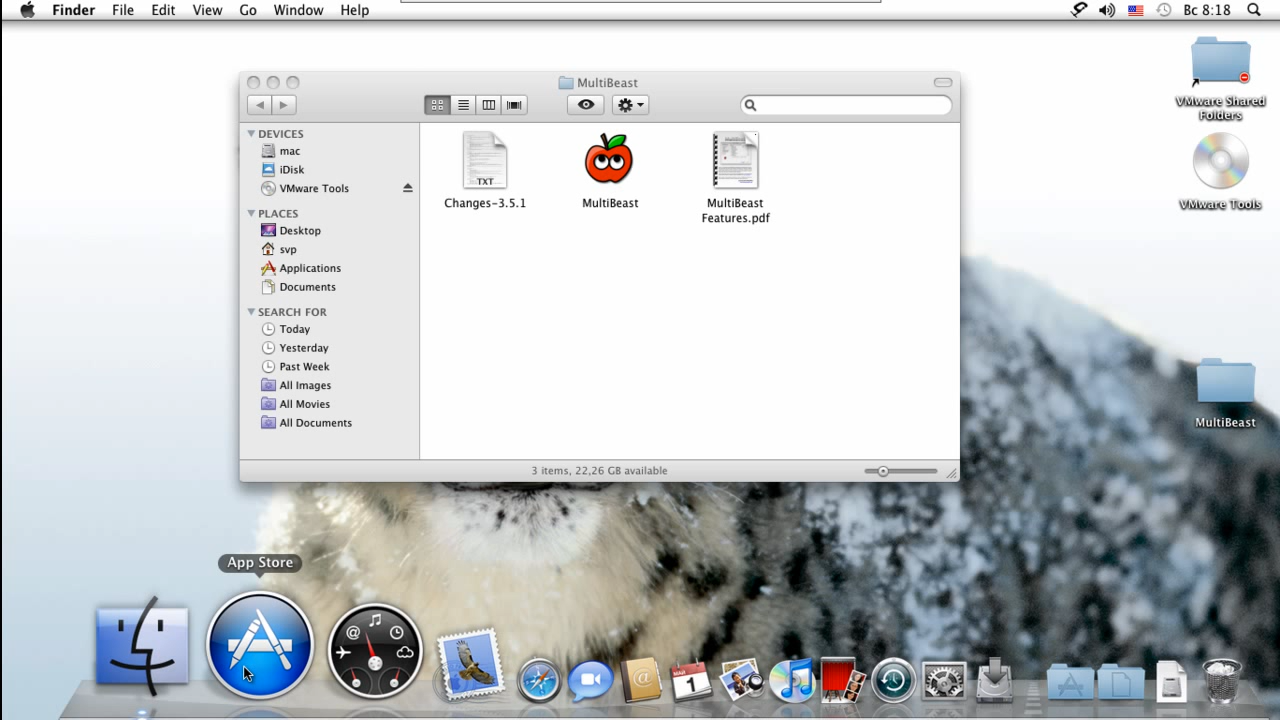 Finder File Edit View Go Window Help Вс 8:18
MultiBeast
DEVICES
mac
iDisk
VMware Tools
PLACES
Desktop
svp
Applications
Documents
SEARCH FOR
Today
Yesterday
Past Week
All Images
All Movies
All Documents
TXT
Changes-3.5.1
MultiBeast
MultiBeast
Features.pdf
3 items, 22,26 GB available
VMware Shared
Folders
VMware Tools
MultiBeast
App Store
@
@
1